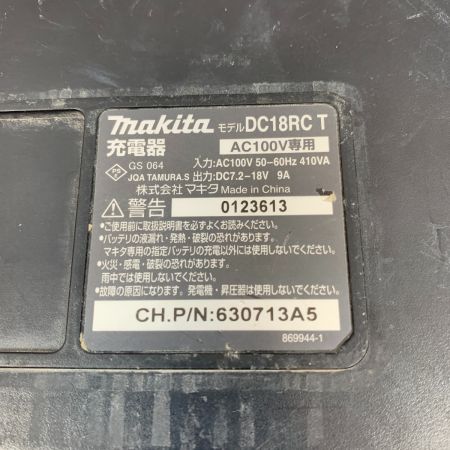 makita モデル DC18RC T
充電器 AC100V専用
PS E GS 064 入力:AC100V 50-60Hz 410VA
JQA TAMURA.S 出力:DC7.2-18V 9A
株式会社マキタ Made in China
警告 0123613
•ご使用前に取扱説明書を必ずよくお読みください。
•バッテリの液漏れ・発熱・破裂の恐れがあります。
マキタ専用の指定バッテリの充電以外には使用しないでください。
•火災・感電・破裂の恐れがあります。
雨中では使用しないでください。
•故障の原因になります。発電機・昇圧器は使用しないでください。
CH.P/N:630713A5
869944-1